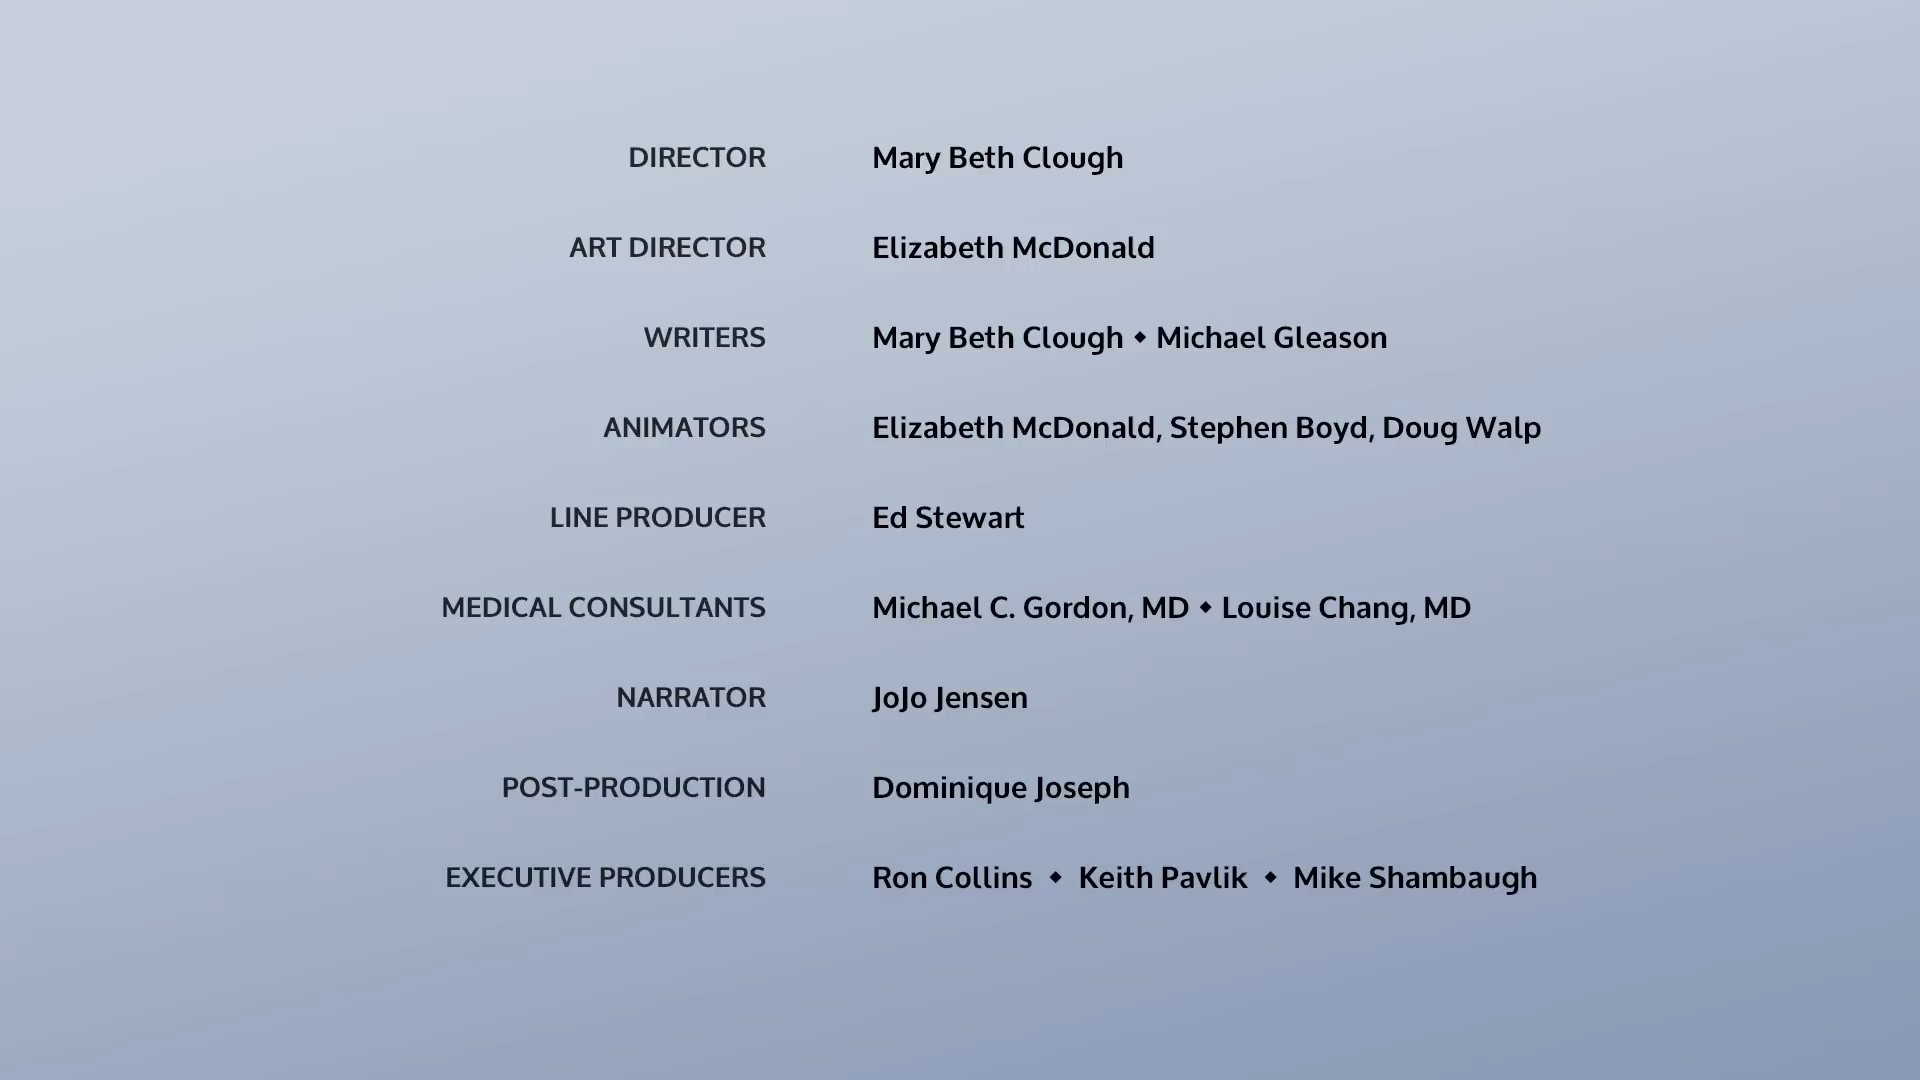 DIRECTOR Mary Beth Clough
ART DIRECTOR Elizabeth McDonald
WRITERS Mary Beth Clough ◆ Michael Gleason
ANIMATORS Elizabeth McDonald, Stephen Boyd, Doug Walp
LINE PRODUCER Ed Stewart
MEDICAL CONSULTANTS Michael C. Gordon, MD ◆ Louise Chang, MD
NARRATOR JoJo Jensen
POST-PRODUCTION Dominique Joseph
EXECUTIVE PRODUCERS Ron Collins ◆ Keith Pavlik ◆ Mike Shambaugh